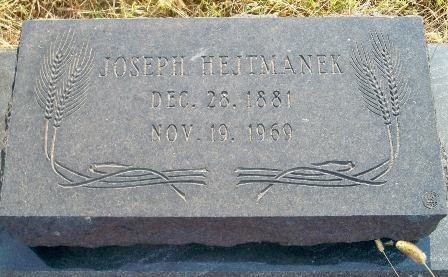 JOSEPH HEJTMANEK
DEC. 28. 1881
NOV. 19. 1969